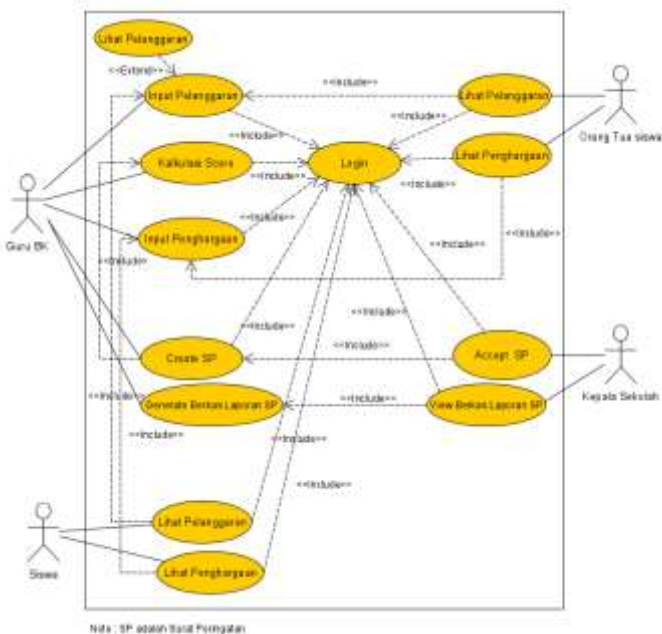 Lihat Pelanggaran
<<Extend>>
Input Pelanggaran
<<Include>>
Lihat Pelanggaran
Orang Tua siswa
<<Include>>
<<Include>>
Kalkulasi Score
Login
Lihat Penghargaan
<<Include>>
<<Include>>
Guru BK
Input Penghargaan
<<Include>>
<<Include>>
<<Include>>
<<Include>>
<<Include>>
<<Include>>
Create SP
<<Include>>
<<Include>>
Accept SP
Kepala Sekolah
<<Include>>
Generate Berkas Laporan SP
<<Include>>
View Berkas Laporan SP
<<Include>>
<<Include>>
<<Include>>
Siswa
Lihat Pelanggaran
Lihat Penghargaan
Note : SP adalah Surat Peringatan